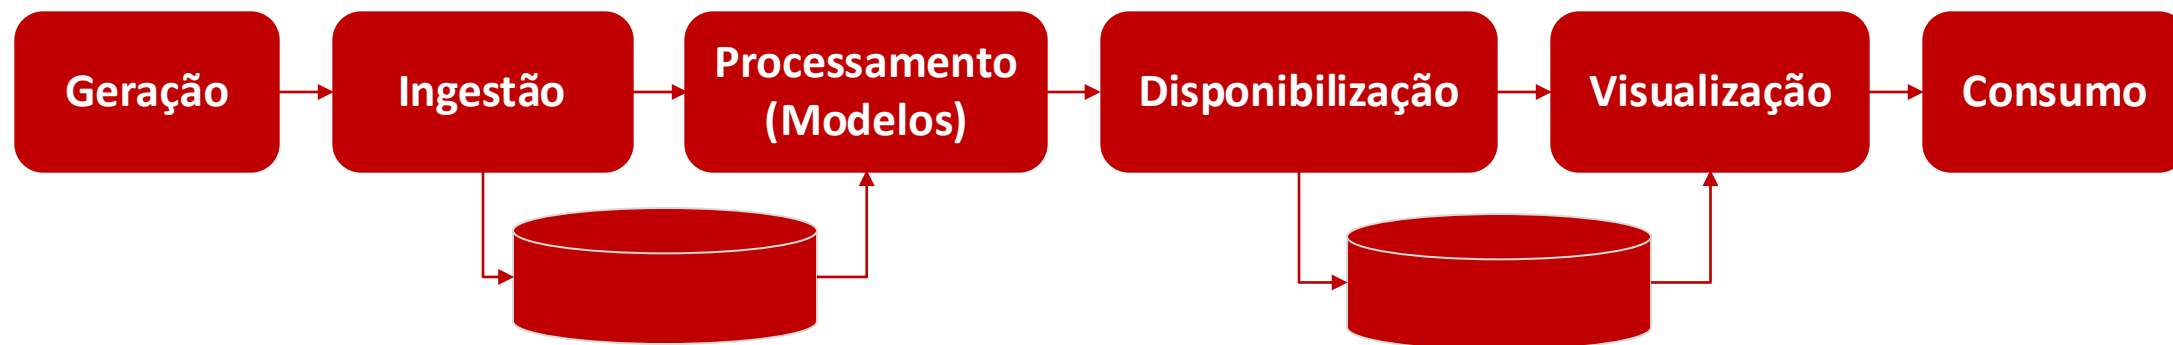 Geração
Ingestão
Processamento
(Modelos)
Disponibilização
Visualização
Consumo